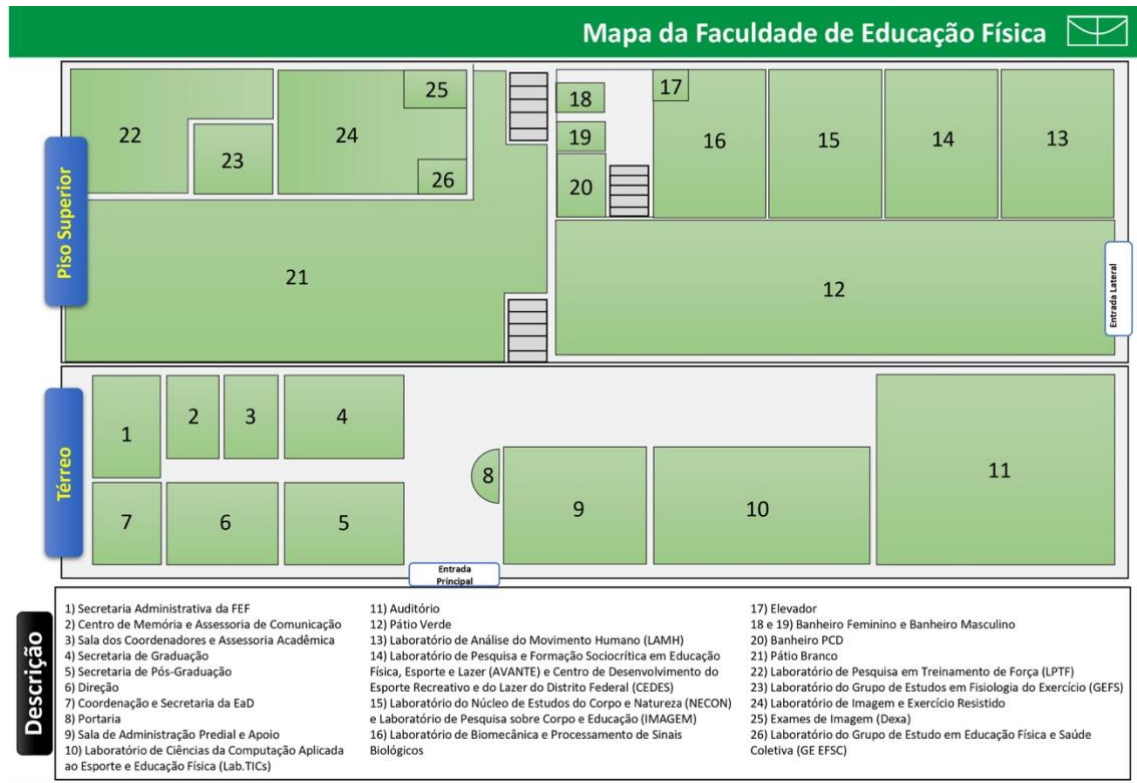 Mapa da Faculdade de Educação Física
Piso Superior
22
23
24
25
26
21
18
19
20
17
16
15
14
13
12
Entrada Lateral
Térreo
1
2
3
4
7
6
5
8
9
10
11
Entrada
Principal
Descrição
1) Secretaria Administrativa da FEF
2) Centro de Memória e Assessoria de Comunicação
3) Sala dos Coordenadores e Assessoria Acadêmica
4) Secretaria de Graduação
5) Secretaria de Pós-Graduação
6) Direção
7) Coordenação e Secretaria da EaD
8) Portaria
9) Sala de Administração Predial e Apoio
10) Laboratório de Ciências da Computação Aplicada
ao Esporte e Educação Física (Lab.TICs)
11) Auditório
12) Pátio Verde
13) Laboratório de Análise do Movimento Humano (LAMH)
14) Laboratório de Pesquisa e Formação Sociocrítica em Educação
Física, Esporte e Lazer (AVANTE) e Centro de Desenvolvimento do
Esporte Recreativo e do Lazer do Distrito Federal (CEDES)
15) Laboratório do Núcleo de Estudos do Corpo e Natureza (NECON)
e Laboratório de Pesquisa sobre Corpo e Educação (IMAGEM)
16) Laboratório de Biomecânica e Processamento de Sinais
Biológicos
17) Elevador
18 e 19) Banheiro Feminino e Banheiro Masculino
20) Banheiro PCD
21) Pátio Branco
22) Laboratório de Pesquisa em Treinamento de Força (LPTF)
23) Laboratório do Grupo de Estudos em Fisiologia do Exercício (GEFS)
24) Laboratório de Imagem e Exercício Resistido
25) Exames de Imagem (Dexa)
26) Laboratório do Grupo de Estudo em Educação Física e Saúde
Coletiva (GE EFSC)